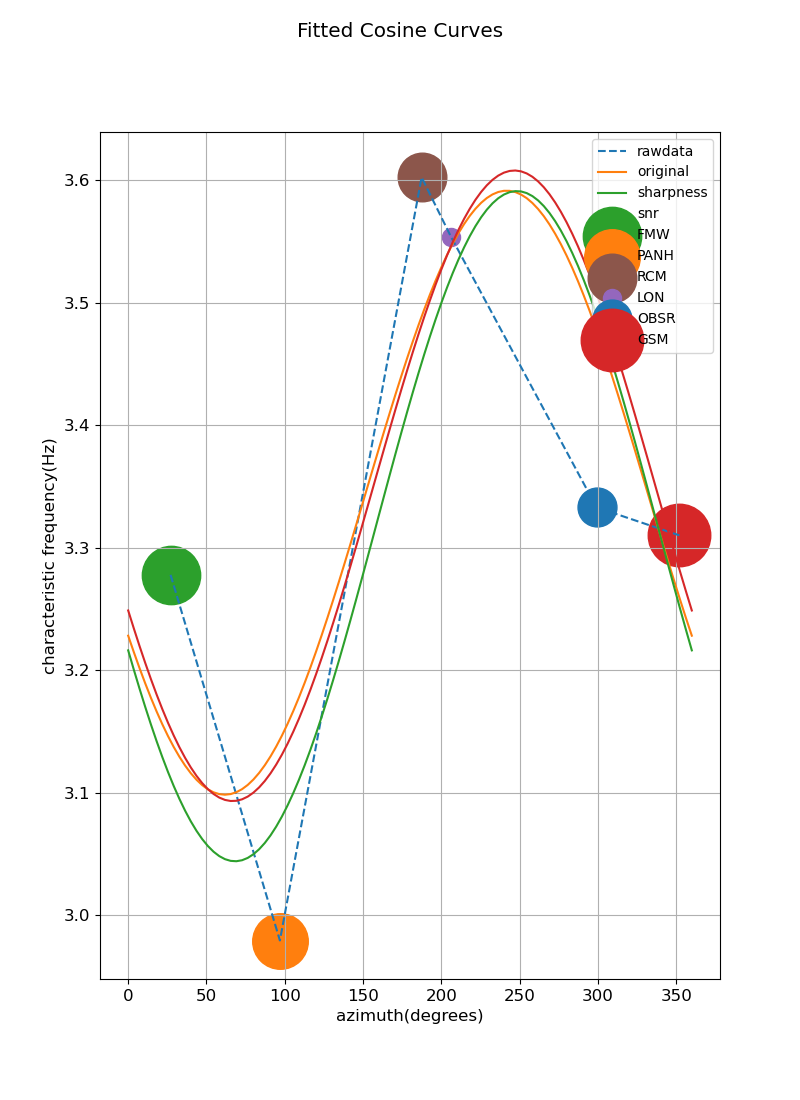 Fitted Cosine Curves
rawdata
original
sharpness
snr
FMW
PANH
RCM
LON
OBSR
GSM
characteristic frequency(Hz)
3.6
3.5
3.4
3.3
3.2
3.1
3.0
0 50 100 150 200 250 300 350
azimuth(degrees)